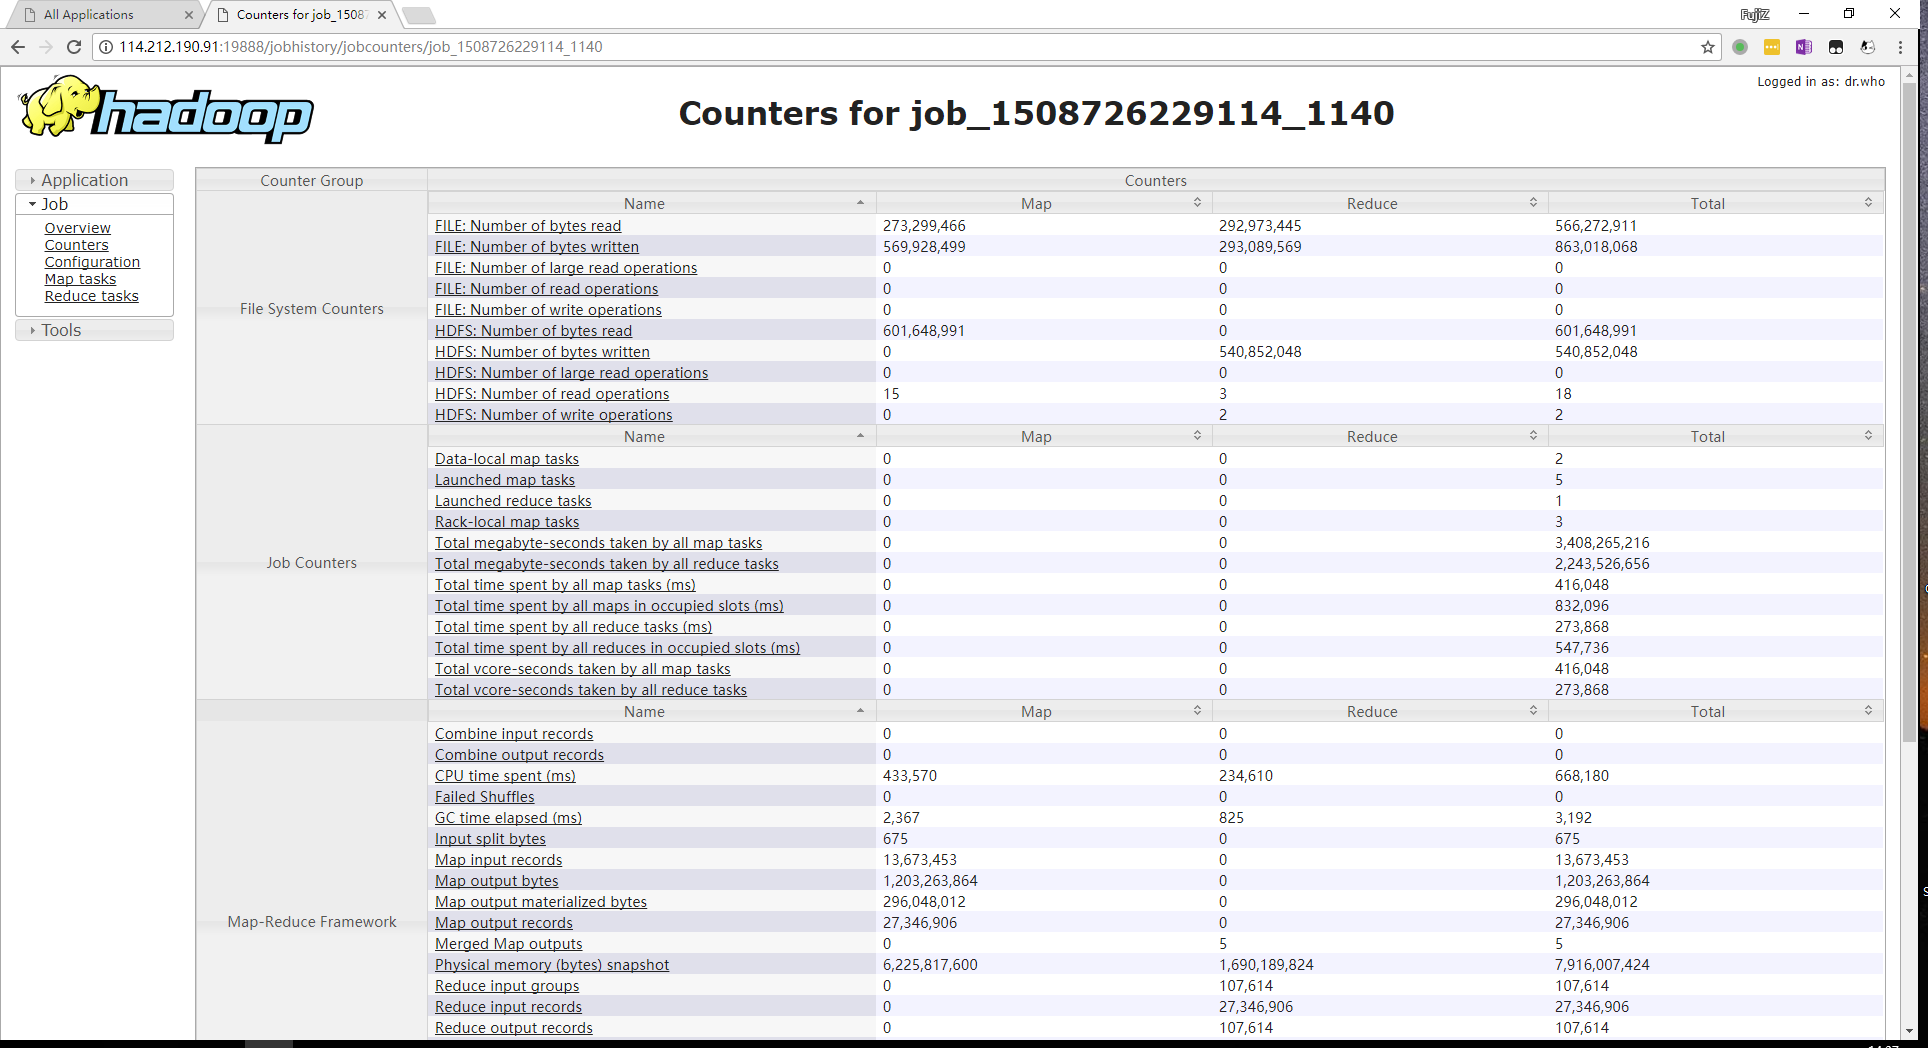 All Applications
Counters for job_1508
FujiZ
114.212.190.91:19888/jobhistory/jobcounters/job_1508726229114_1140
Logged in as: dr.who
hadoop
Counters for job_1508726229114_1140
Application
Job
Overview
Counters
Configuration
Map tasks
Reduce tasks
Tools
Counter Group Counters
File System Counters
Name Map Reduce Total
FILE: Number of bytes read 273,299,466 292,973,445 566,272,911
FILE: Number of bytes written 569,928,499 293,089,569 863,018,068
FILE: Number of large read operations 0 0 0
FILE: Number of read operations 0 0 0
FILE: Number of write operations 0 0 0
HDFS: Number of bytes read 601,648,991 0 601,648,991
HDFS: Number of bytes written 0 540,852,048 540,852,048
HDFS: Number of large read operations 0 0 0
HDFS: Number of read operations 15 3 18
HDFS: Number of write operations 0 2 2
Job Counters
Name Map Reduce Total
Data-local map tasks 0 0 2
Launched map tasks 0 0 5
Launched reduce tasks 0 0 1
Rack-local map tasks 0 0 3
Total megabyte-seconds taken by all map tasks 0 0 3,408,265,216
Total megabyte-seconds taken by all reduce tasks 0 0 2,243,526,656
Total time spent by all map tasks (ms) 0 0 416,048
Total time spent by all maps in occupied slots (ms) 0 0 832,096
Total time spent by all reduce tasks (ms) 0 0 273,868
Total time spent by all reduces in occupied slots (ms) 0 0 547,736
Total vcore-seconds taken by all map tasks 0 0 416,048
Total vcore-seconds taken by all reduce tasks 0 0 273,868
Map-Reduce Framework
Name Map Reduce Total
Combine input records 0 0 0
Combine output records 0 0 0
CPU time spent (ms) 433,570 234,610 668,180
Failed Shuffles 0 0 0
GC time elapsed (ms) 2,367 825 3,192
Input split bytes 675 0 675
Map input records 13,673,453 0 13,673,453
Map output bytes 1,203,263,864 0 1,203,263,864
Map output materialized bytes 296,048,012 0 296,048,012
Map output records 27,346,906 0 27,346,906
Merged Map outputs 0 5 5
Physical memory (bytes) snapshot 6,225,817,600 1,690,189,824 7,916,007,424
Reduce input groups 0 107,614 107,614
Reduce input records 0 27,346,906 27,346,906
Reduce output records 0 107,614 107,614